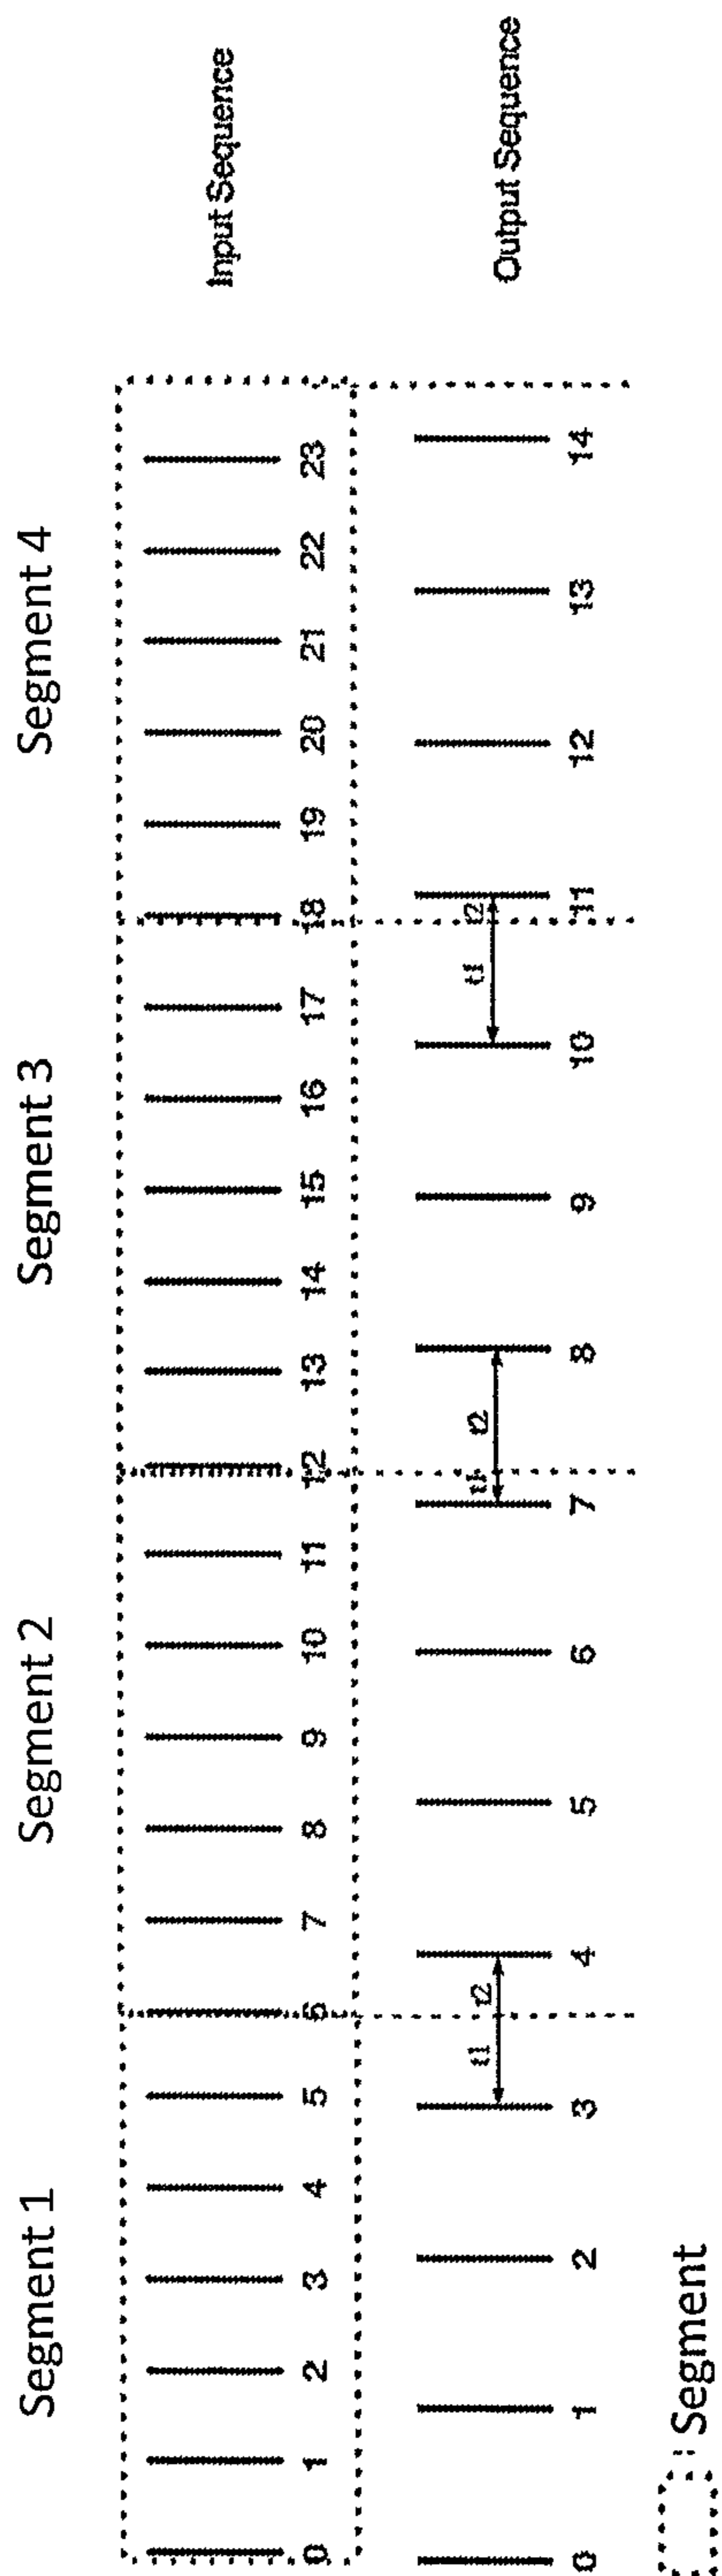 Segment 1 Segment 2 Segment 3 Segment 4
0 1 2 3 4 5 6 7 8 9 10 11 12 13 14 15 16 17 18 19 20 21 22 23
Input Sequence
t1 t2 t1 t2 t1 t2
0 1 2 3 4 5 6 7 8 9 10 11 12 13 14
Output Sequence
: Segment